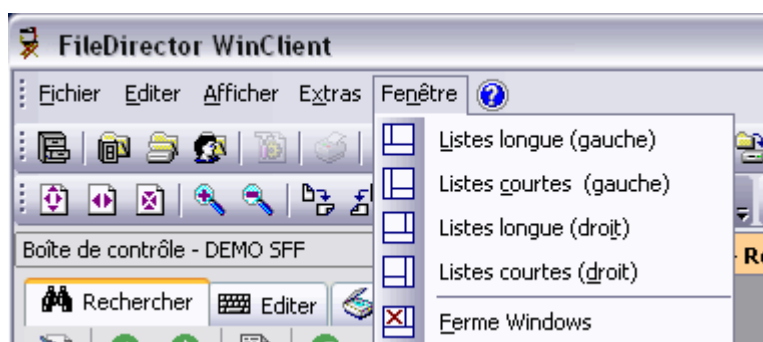 FileDirector WinClient
Fichier Editer Afficher Extras Fenêtre
Listes longue (gauche)
Listes courtes (gauche)
Listes longue (droit)
Boîte de contrôle - DEMO SFF
Listes courtes (droit)
Rechercher Editer
Ferme Windows